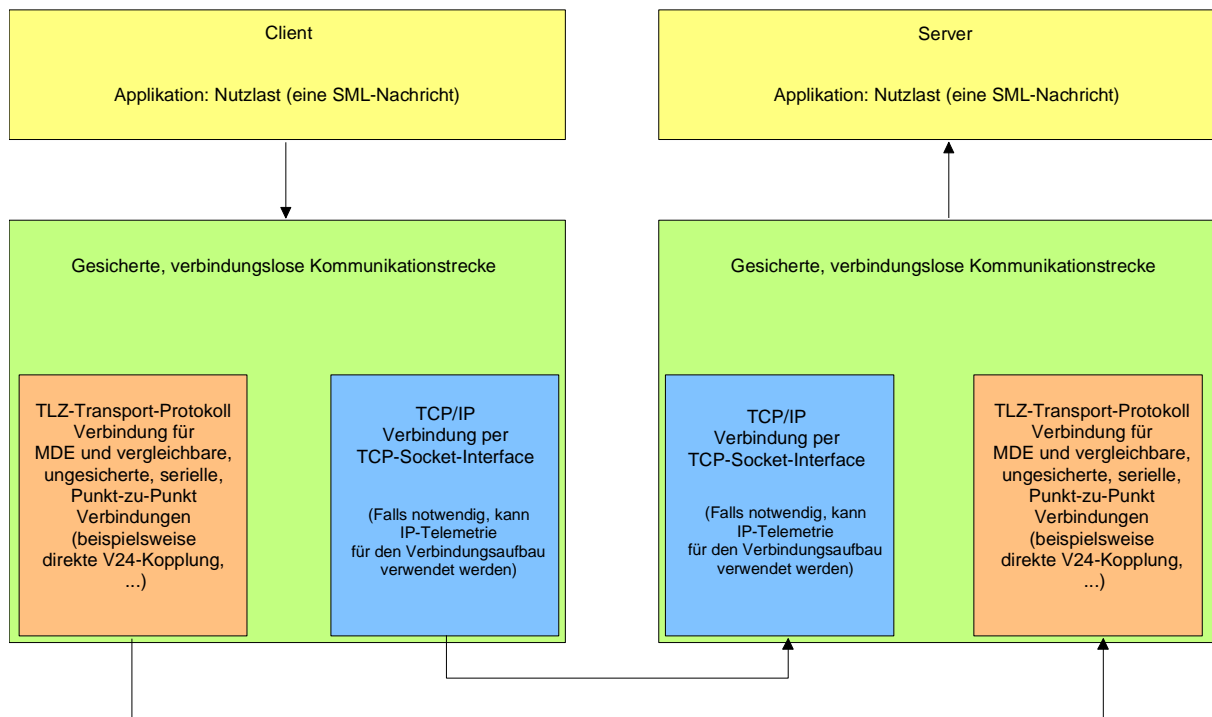 Client
Applikation: Nutzlast (eine SML-Nachricht)
Server
Applikation: Nutzlast (eine SML-Nachricht)
Gesicherte, verbindungslose Kommunikationstrecke
Gesicherte, verbindungslose Kommunikationstrecke
TLZ-Transport-Protokoll
Verbindung für
MDE und vergleichbare,
ungesicherte, serielle,
Punkt-zu-Punkt
Verbindungen
(beispielsweise
direkte V24-Kopplung,
...)
TCP/IP
Verbindung per
TCP-Socket-Interface
(Falls notwendig, kann
IP-Telemetrie
für den Verbindungsaufbau
verwendet werden)
TCP/IP
Verbindung per
TCP-Socket-Interface
(Falls notwendig, kann
IP-Telemetrie
für den Verbindungsaufbau
verwendet werden)
TLZ-Transport-Protokoll
Verbindung für
MDE und vergleichbare,
ungesicherte, serielle,
Punkt-zu-Punkt
Verbindungen
(beispielsweise
direkte V24-Kopplung,
...)